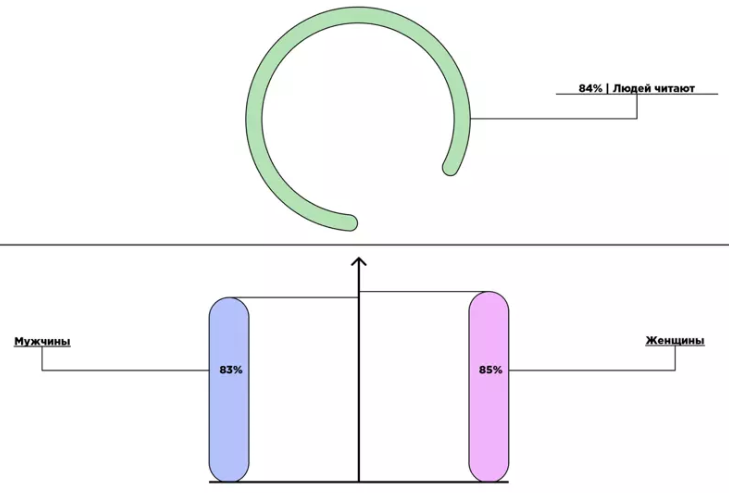 84% | Людей читают
Мужчины
83%
85%
Женщины